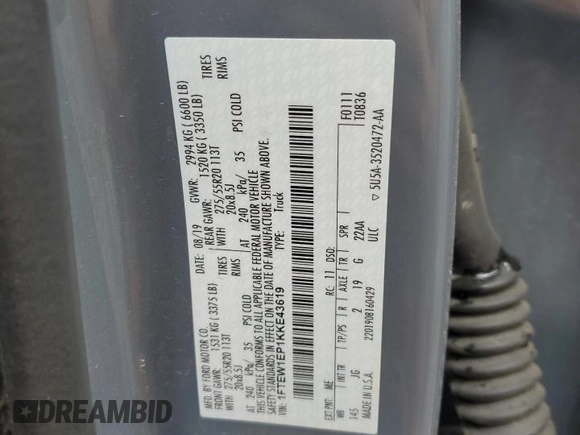 MFD. BY FORD MOTOR CO.
DATE: 08/19 GVWR: 2994 KG ( 6600 LB)
FRONT GAWR: 1531 KG ( 3375 LB) REAR GAWR: 1520 KG ( 3350 LB)
WITH 275/55R20 113T TIRES WITH 275/55R20 113T TIRES
20x8.5J RIMS 20x8.5J RIMS
AT 240 kPa/ 35 PSI COLD AT 240 kPa/ 35 PSI COLD
THIS VEHICLE CONFORMS TO ALL APPLICABLE FEDERAL MOTOR VEHICLE
SAFETY STANDARDS IN EFFECT ON THE DATE OF MANUFACTURE SHOWN ABOVE.
VIN: 1FTEW1EP1KKE43619 TYPE: Truck
EXT PNT: ME RC: 11 DSO: F0111
T0836
WB INT TR TP/PS R AXLE TR SPR
145 JG 2 19 G 22AA
MADE IN U.S.A. 2201908160429 ULC 5U5A-3520472-AA
DREAMBID